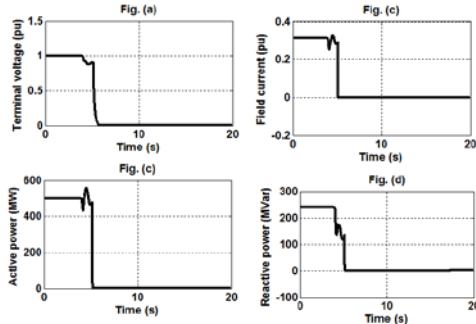 Fig. (a)
Terminal voltage (pu)
1.5
1
0.5
0
0
10
20
Time (s)
Fig. (c)
Field current (pu)
0.4
0.2
0
-0.2
0
10
20
Time (s)
Fig. (c)
Active power (MW)
600
400
200
0
0
10
20
Time (s)
Fig. (d)
Reactive power (MVar)
300
200
100
0
-100
0
10
20
Time (s)